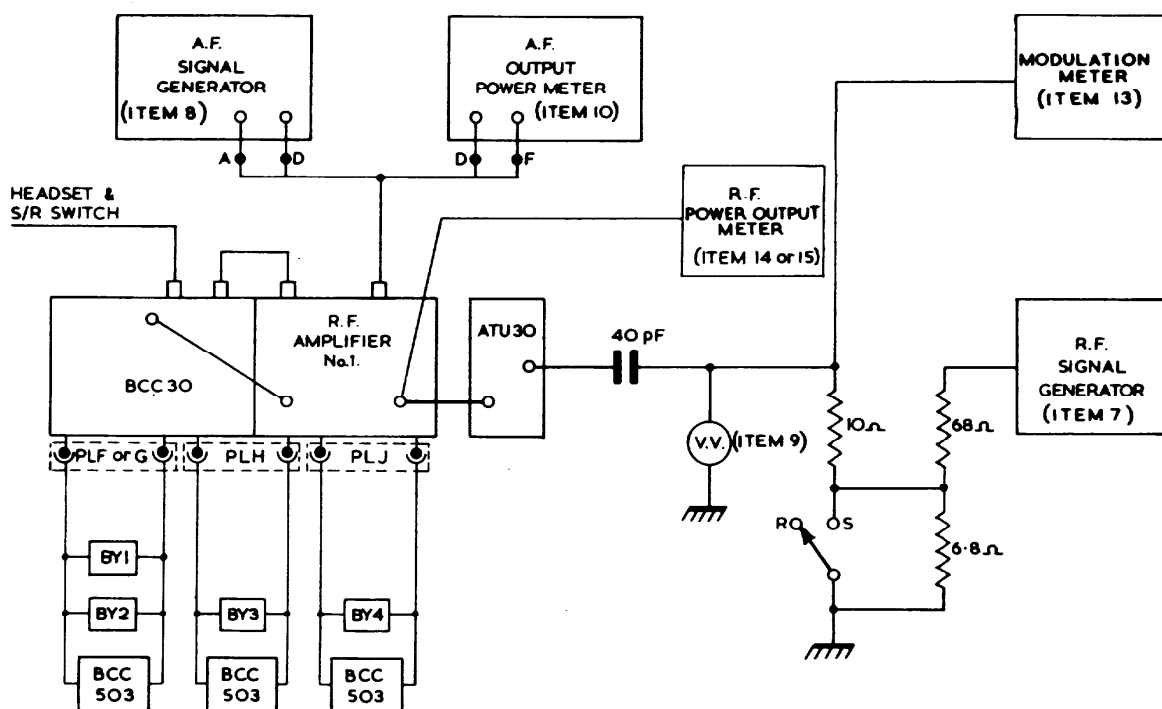 A.F.
SIGNAL
GENERATOR
(ITEM 8)
A.F.
OUTPUT
POWER METER
(ITEM 10)
MODULATION
METER
(ITEM 13)
A
D
D
F
HEADSET &
S/R SWITCH
R.F.
POWER OUTPUT
METER
(ITEM 14 or 15)
BCC30
R.F.
AMPLIFIER
No.1.
ATU30
40 pF
R.F.
SIGNAL
GENERATOR
(ITEM 7)
V.V.
(ITEM 9)
10Ω
68Ω
PLF or G
PLH
PLJ
R
S
6.8Ω
BY1
BY2
BY3
BY4
BCC
503
BCC
503
BCC
503